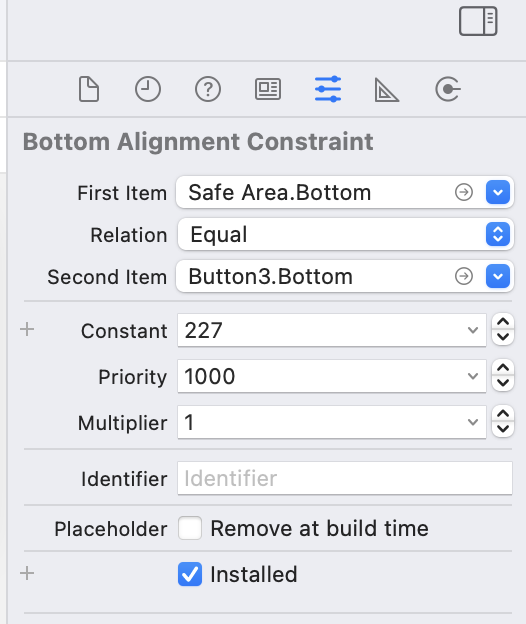 Bottom Alignment Constraint
First Item Safe Area.Bottom
Relation Equal
Second Item Button3.Bottom
+ Constant 227
Priority 1000
Multiplier 1
Identifier Identifier
Placeholder Remove at build time
+ Installed